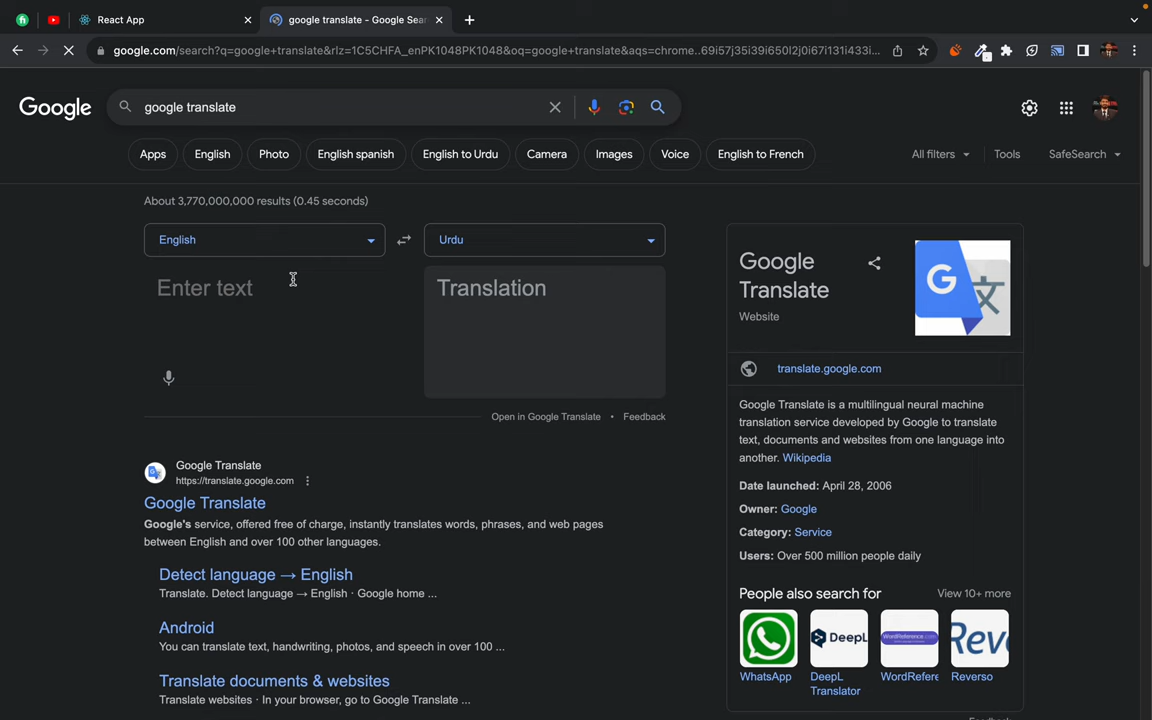 React App
google translate - Google Sear
google.com/search?q=google+translate&rlz=1C5CHFA_enPK1048PK1048&oq=google+translate&aqs=chrome..69i57j35i39i650l2j0i67i131i433i...
Google
google translate
Apps
English
Photo
English spanish
English to Urdu
Camera
Images
Voice
English to French
All filters
Tools
SafeSearch
About 3,770,000,000 results (0.45 seconds)
English
Urdu
Enter text
Translation
Open in Google Translate • Feedback
Google Translate
https://translate.google.com
Google Translate
Google's service, offered free of charge, instantly translates words, phrases, and web pages
between English and over 100 other languages.
Detect language → English
Translate. Detect language → English · Google home ...
Android
You can translate text, handwriting, photos, and speech in over 100 ...
Translate documents & websites
Translate websites · In your browser, go to Google Translate ...
Google
Translate
Website
G
文
translate.google.com
Google Translate is a multilingual neural machine
translation service developed by Google to translate
text, documents and websites from one language into
another. Wikipedia
Date launched: April 28, 2006
Owner: Google
Category: Service
Users: Over 500 million people daily
People also search for
View 10+ more
DeepL
WordReference.com
Reve
WhatsApp
DeepL
Translator
WordRefere
Reverso